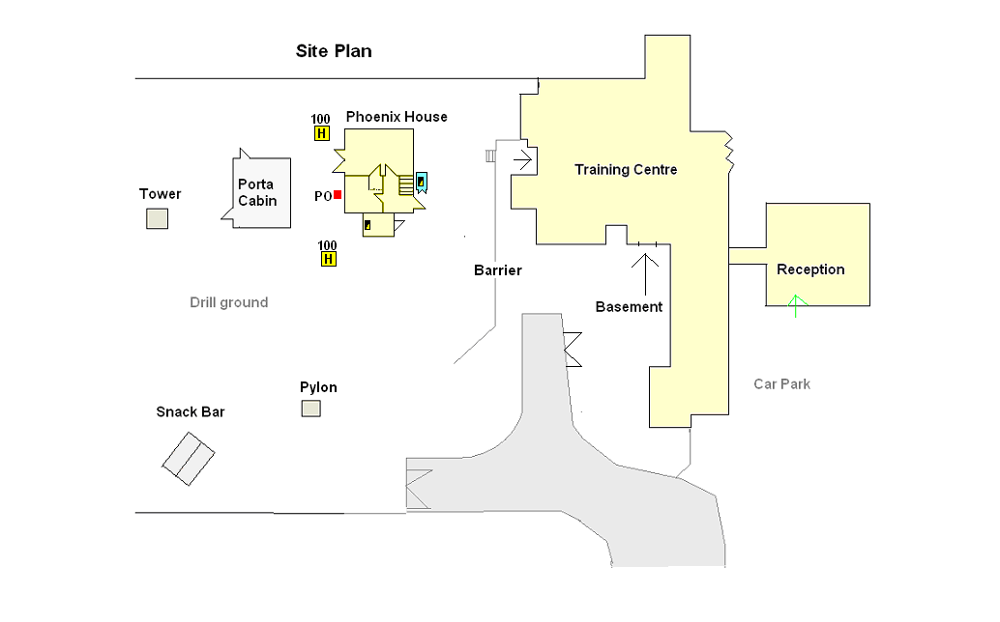 Site Plan
100
H
Phoenix House
Training Centre
Porta
Cabin
Tower
PO
100
H
Barrier
Reception
Drill ground
Basement
Car Park
Pylon
Snack Bar